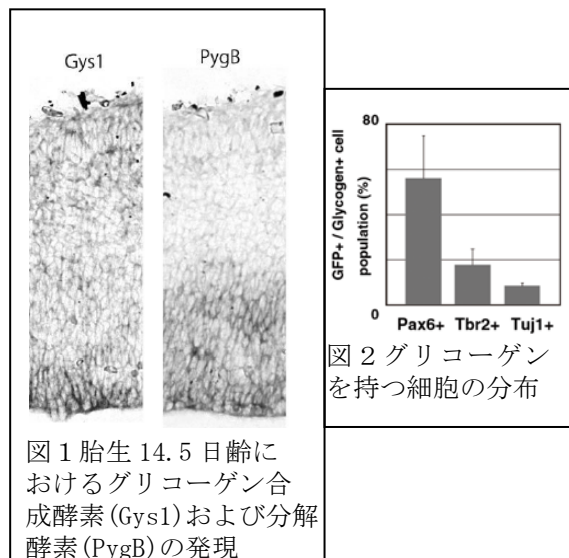 Gys1
PygB
図1胎生14.5日齢に
おけるグリコーゲン合
成酵素(Gys1)および分解
酵素(PygB)の発現
80
0
GFP+ / Glycogen+ cell
population (%)
Pax6+ Tbr2+ Tuj1+
図2グリコーゲン
を持つ細胞の分布